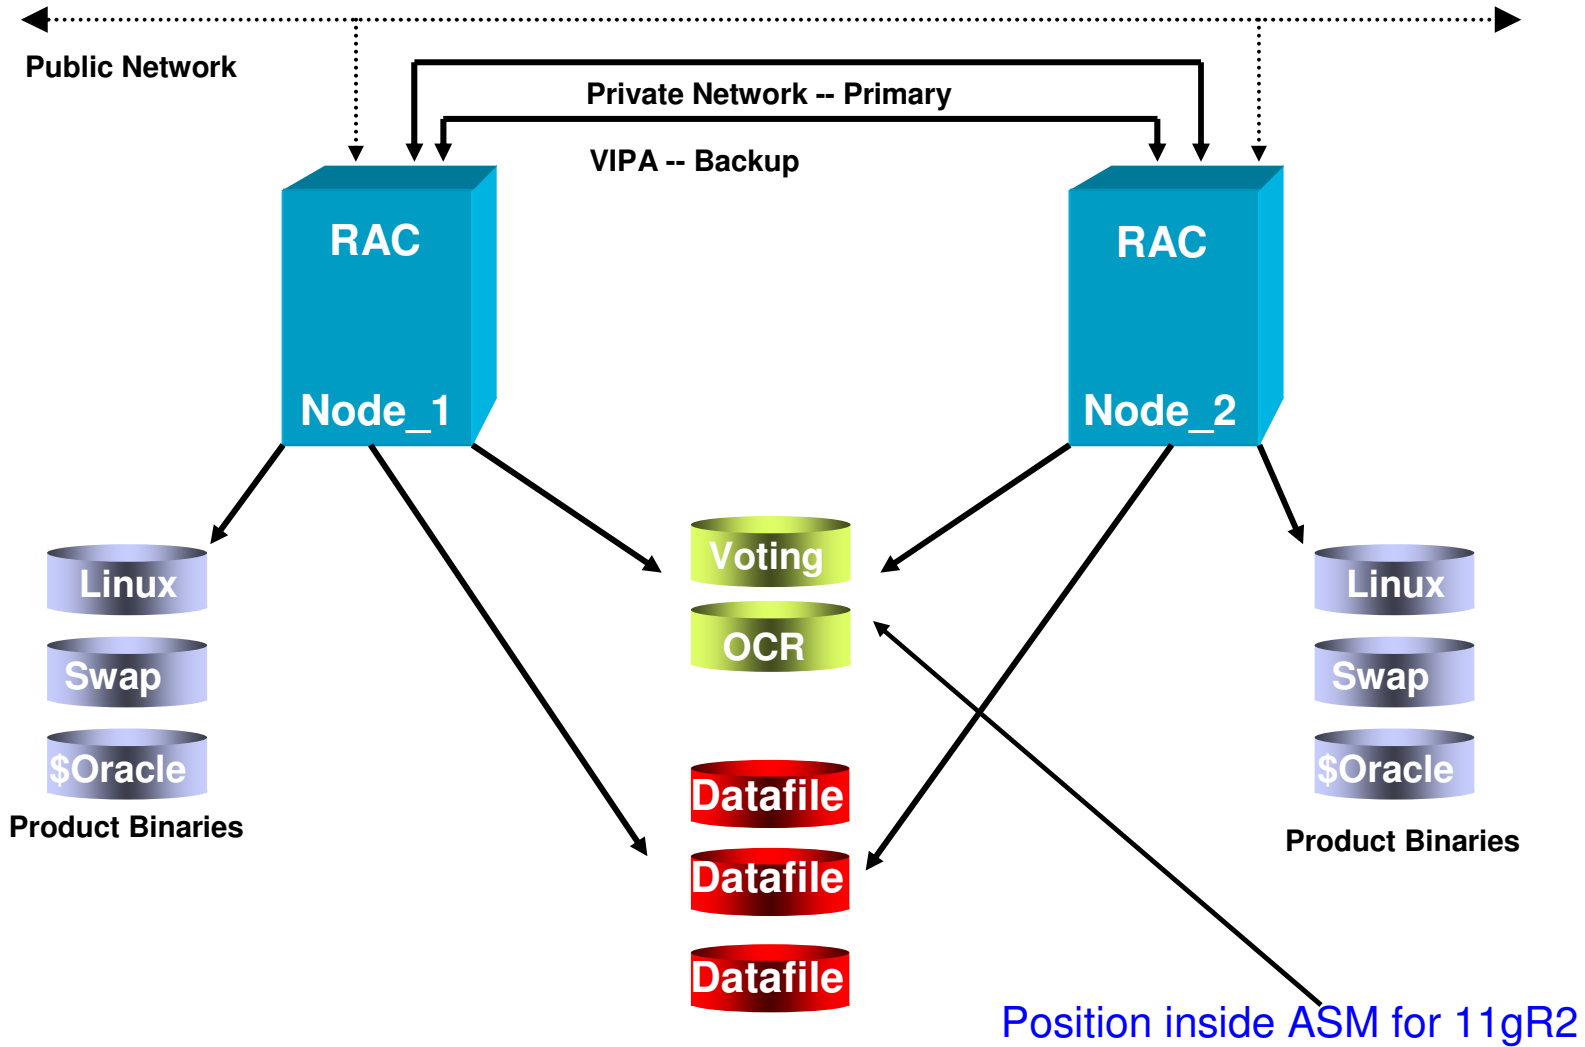 Public Network
Private Network -- Primary
VIPA -- Backup
RAC
Node_1
RAC
Node_2
Linux
Swap
$Oracle
Product Binaries
Voting
OCR
Datafile
Datafile
Datafile
Linux
Swap
$Oracle
Product Binaries
Position inside ASM for 11gR2